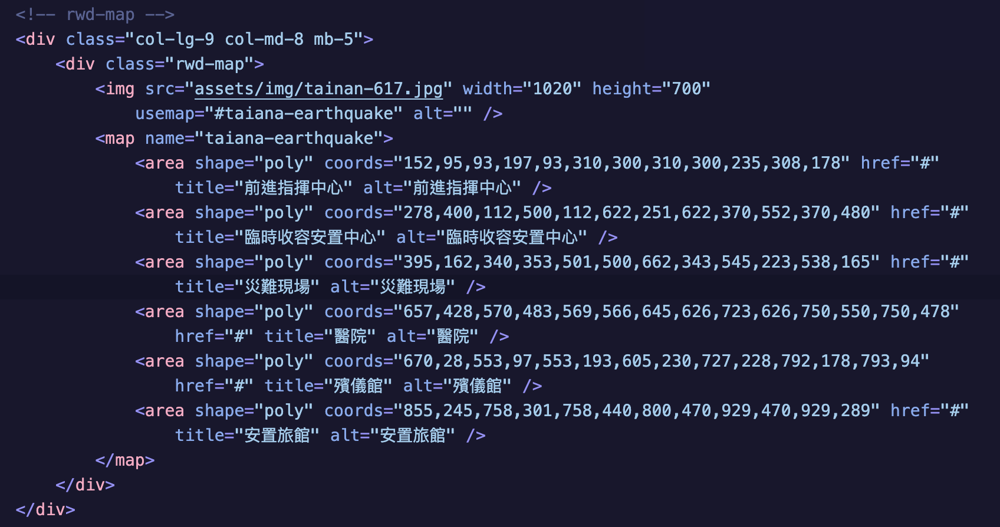 <!-- rwd-map -->
<div class="col-lg-9 col-md-8 mb-5">
<div class="rwd-map">
<img src="assets/img/tainan-617.jpg" width="1020" height="700"
usemap="#taiana-earthquake" alt="" />
<map name="taiana-earthquake">
<area shape="poly" coords="152,95,93,197,93,310,300,310,300,235,308,178" href="#"
title="前進指揮中心" alt="前進指揮中心" />
<area shape="poly" coords="278,400,112,500,112,622,251,622,370,552,370,480" href="#"
title="臨時收容安置中心" alt="臨時收容安置中心" />
<area shape="poly" coords="395,162,340,353,501,500,662,343,545,223,538,165" href="#"
title="災難現場" alt="災難現場" />
<area shape="poly" coords="657,428,570,483,569,566,645,626,723,626,750,550,750,478"
href="#" title="醫院" alt="醫院" />
<area shape="poly" coords="670,28,553,97,553,193,605,230,727,228,792,178,793,94"
href="#" title="殯儀館" alt="殯儀館" />
<area shape="poly" coords="855,245,758,301,758,440,800,470,929,470,929,289" href="#"
title="安置旅館" alt="安置旅館" />
</map>
</div>
</div>